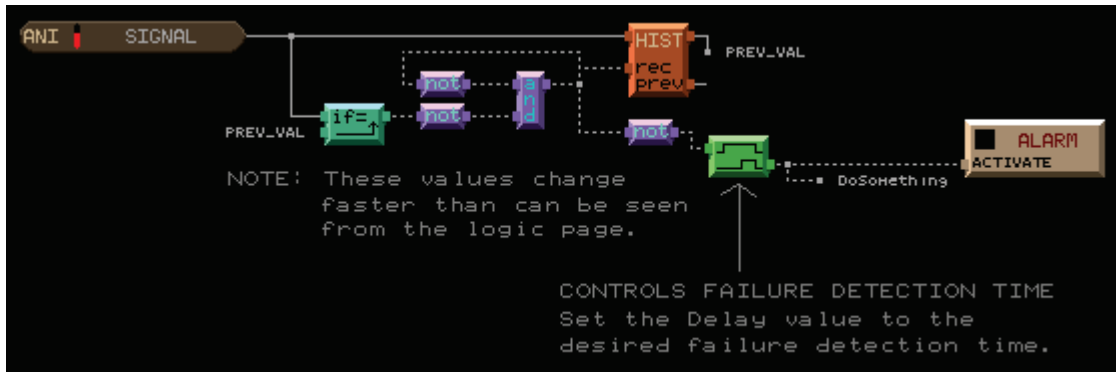 ANI SIGNAL
HIST
PREV_VAL
rec
prev
not
and
if=
not
PREV_VAL
not
ALARM
ACTIVATE
DoSomething
NOTE: These values change
faster than can be seen
from the logic page.
CONTROLS FAILURE DETECTION TIME
Set the Delay value to the
desired failure detection time.